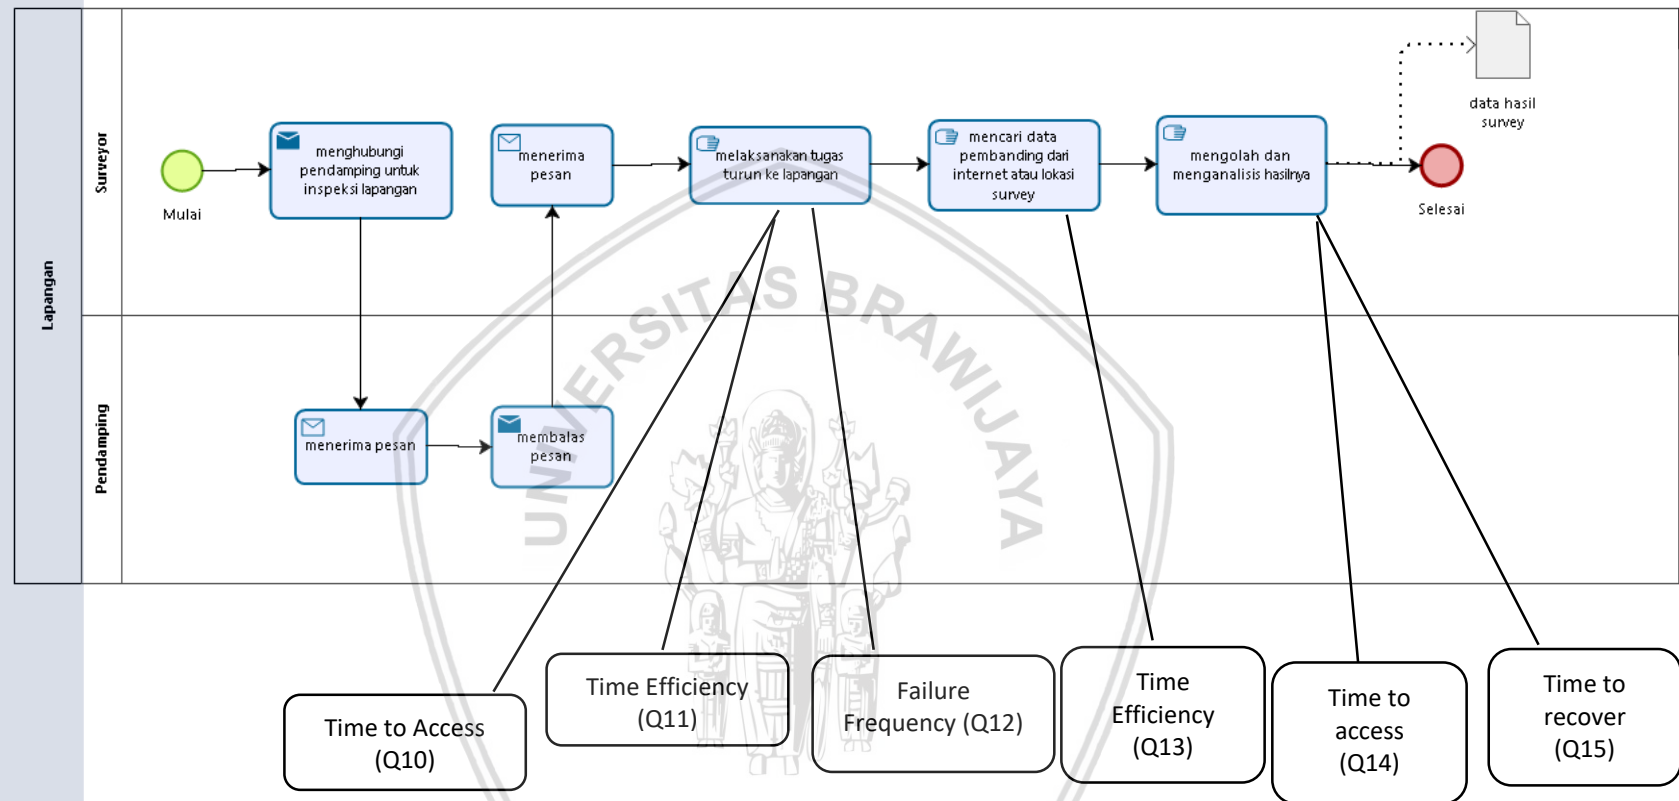 Lapangan
Surveyor
Mulai
menghubungi
pendamping untuk
inspeksi lapangan
menerima
pesan
melaksanakan tugas
turun ke lapangan
mencari data
pembanding dari
internet atau lokasi
survey
mengolah dan
menganalisis hasilnya
data hasil
survey
Selesai
Pendamping
menerima pesan
membalas
pesan
UNIVERSITAS BRAWIJAYA
Time to Access
(Q10)
Time Efficiency
(Q11)
Failure
Frequency (Q12)
Time
Efficiency
(Q13)
Time to
access
(Q14)
Time to
recover
(Q15)